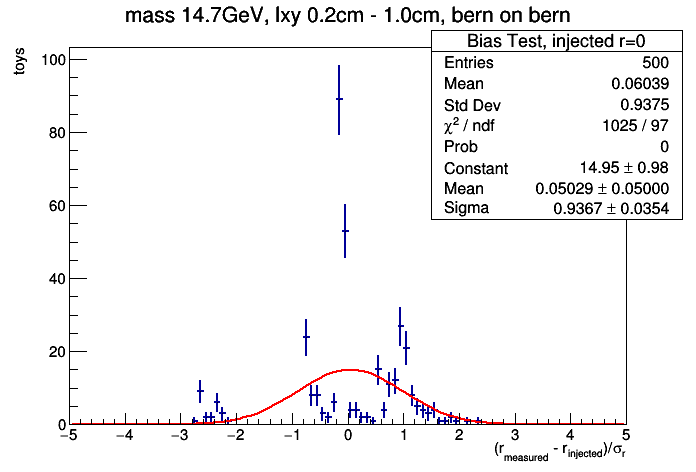 mass 14.7GeV, lxy 0.2cm - 1.0cm, bern on bern
Bias Test, injected r=0
Entries 500
Mean 0.06039
Std Dev 0.9375
χ² / ndf 1025 / 97
Prob 0
Constant 14.95 ± 0.98
Mean 0.05029 ± 0.05000
Sigma 0.9367 ± 0.0354
toys
100
80
60
40
20
0
−5 −4 −3 −2 −1 0 1 2 3 4 5
(r_measured - r_injected)/σ_r